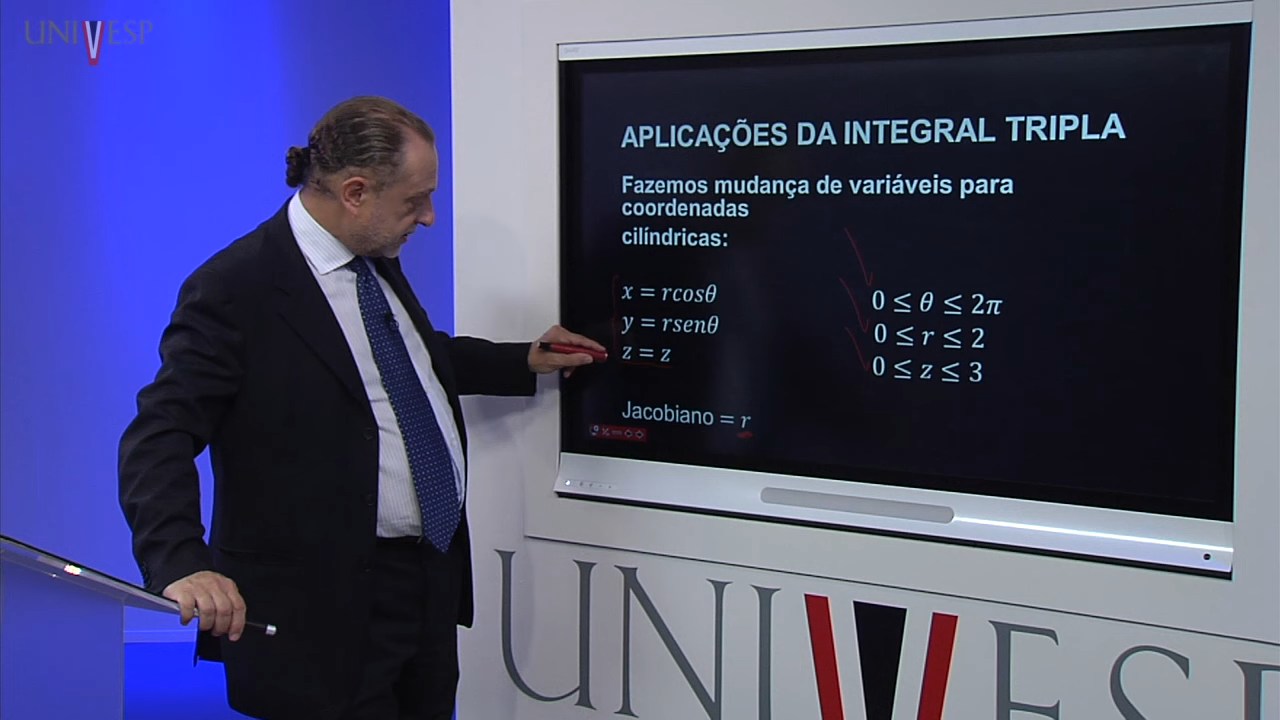 UNIVESP
APLICAÇÕES DA INTEGRAL TRIPLA
Fazemos mudança de variáveis para
coordenadas
cilíndricas:
x = rcosθ
y = rsenθ
z = z
0 ≤ θ ≤ 2π
0 ≤ r ≤ 2
0 ≤ z ≤ 3
Jacobiano = r
UNIVESP